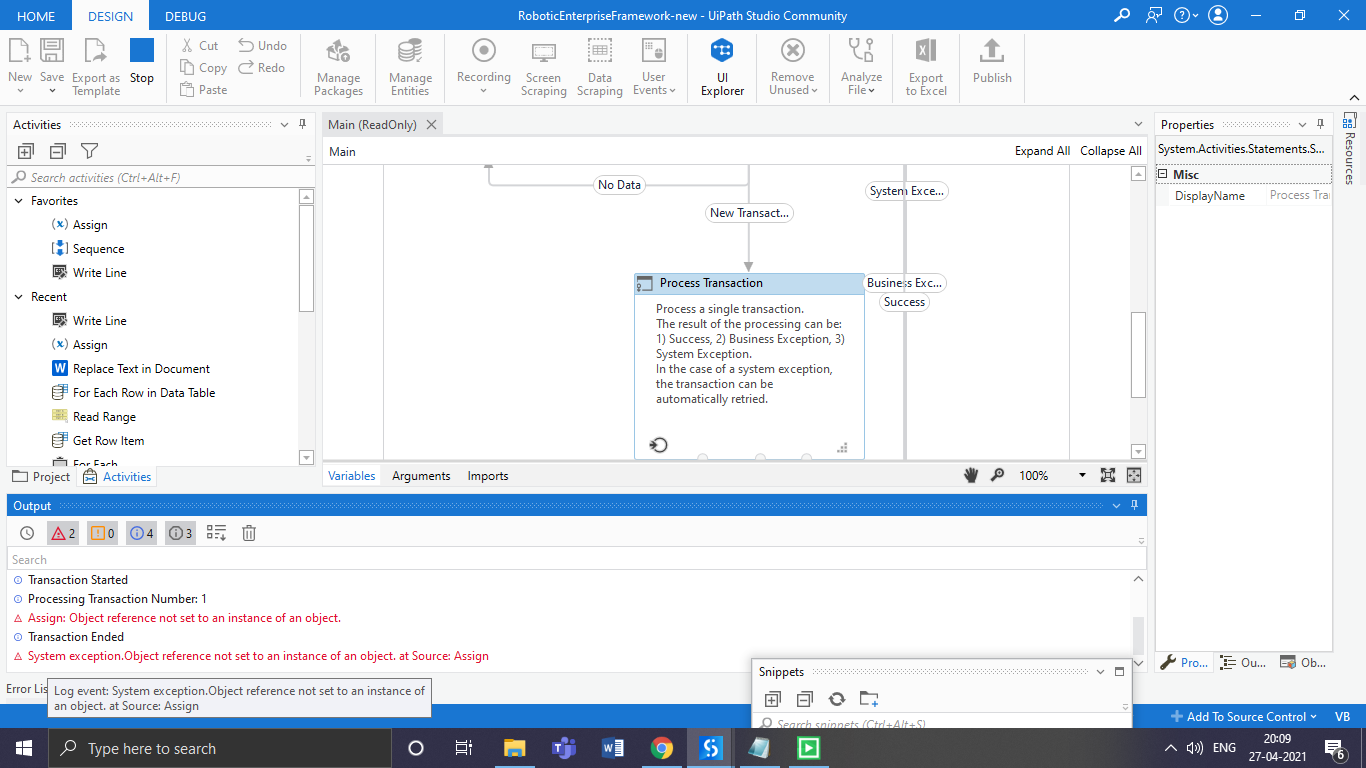 HOME
DESIGN
DEBUG
RoboticEnterpriseFramework-new - UiPath Studio Community
New
Save
Export as
Template
Stop
Cut
Copy
Paste
Undo
Redo
Manage
Packages
Manage
Entities
Recording
Screen
Scraping
Data
Scraping
User
Events
UI
Explorer
Remove
Unused
Analyze
File
Export
to Excel
Publish
Activities
Search activities (Ctrl+Alt+F)
Favorites
Assign
Sequence
Write Line
Recent
Write Line
Assign
Replace Text in Document
For Each Row in Data Table
Read Range
Get Row Item
For Each
Project
Activities
Main (ReadOnly)
Main
Expand All
Collapse All
No Data
System Exce...
New Transact...
Process Transaction
Business Exc...
Success
Process a single transaction.
The result of the processing can be:
1) Success, 2) Business Exception, 3)
System Exception.
In the case of a system exception,
the transaction can be
automatically retried.
Variables
Arguments
Imports
100%
Properties
System.Activities.Statements.S...
Misc
DisplayName
Process Tra
Resources
Pro...
Ou...
Ob...
Output
2
0
4
3
Search
Transaction Started
Processing Transaction Number: 1
Assign: Object reference not set to an instance of an object.
Transaction Ended
System exception.Object reference not set to an instance of an object. at Source: Assign
Error Lis
Log event: System exception.Object reference not set to an instance of
an object. at Source: Assign
Snippets
Search snippets (Ctrl+Alt+S)
Add To Source Control
VB
Type here to search
ENG
20:09
27-04-2021
6